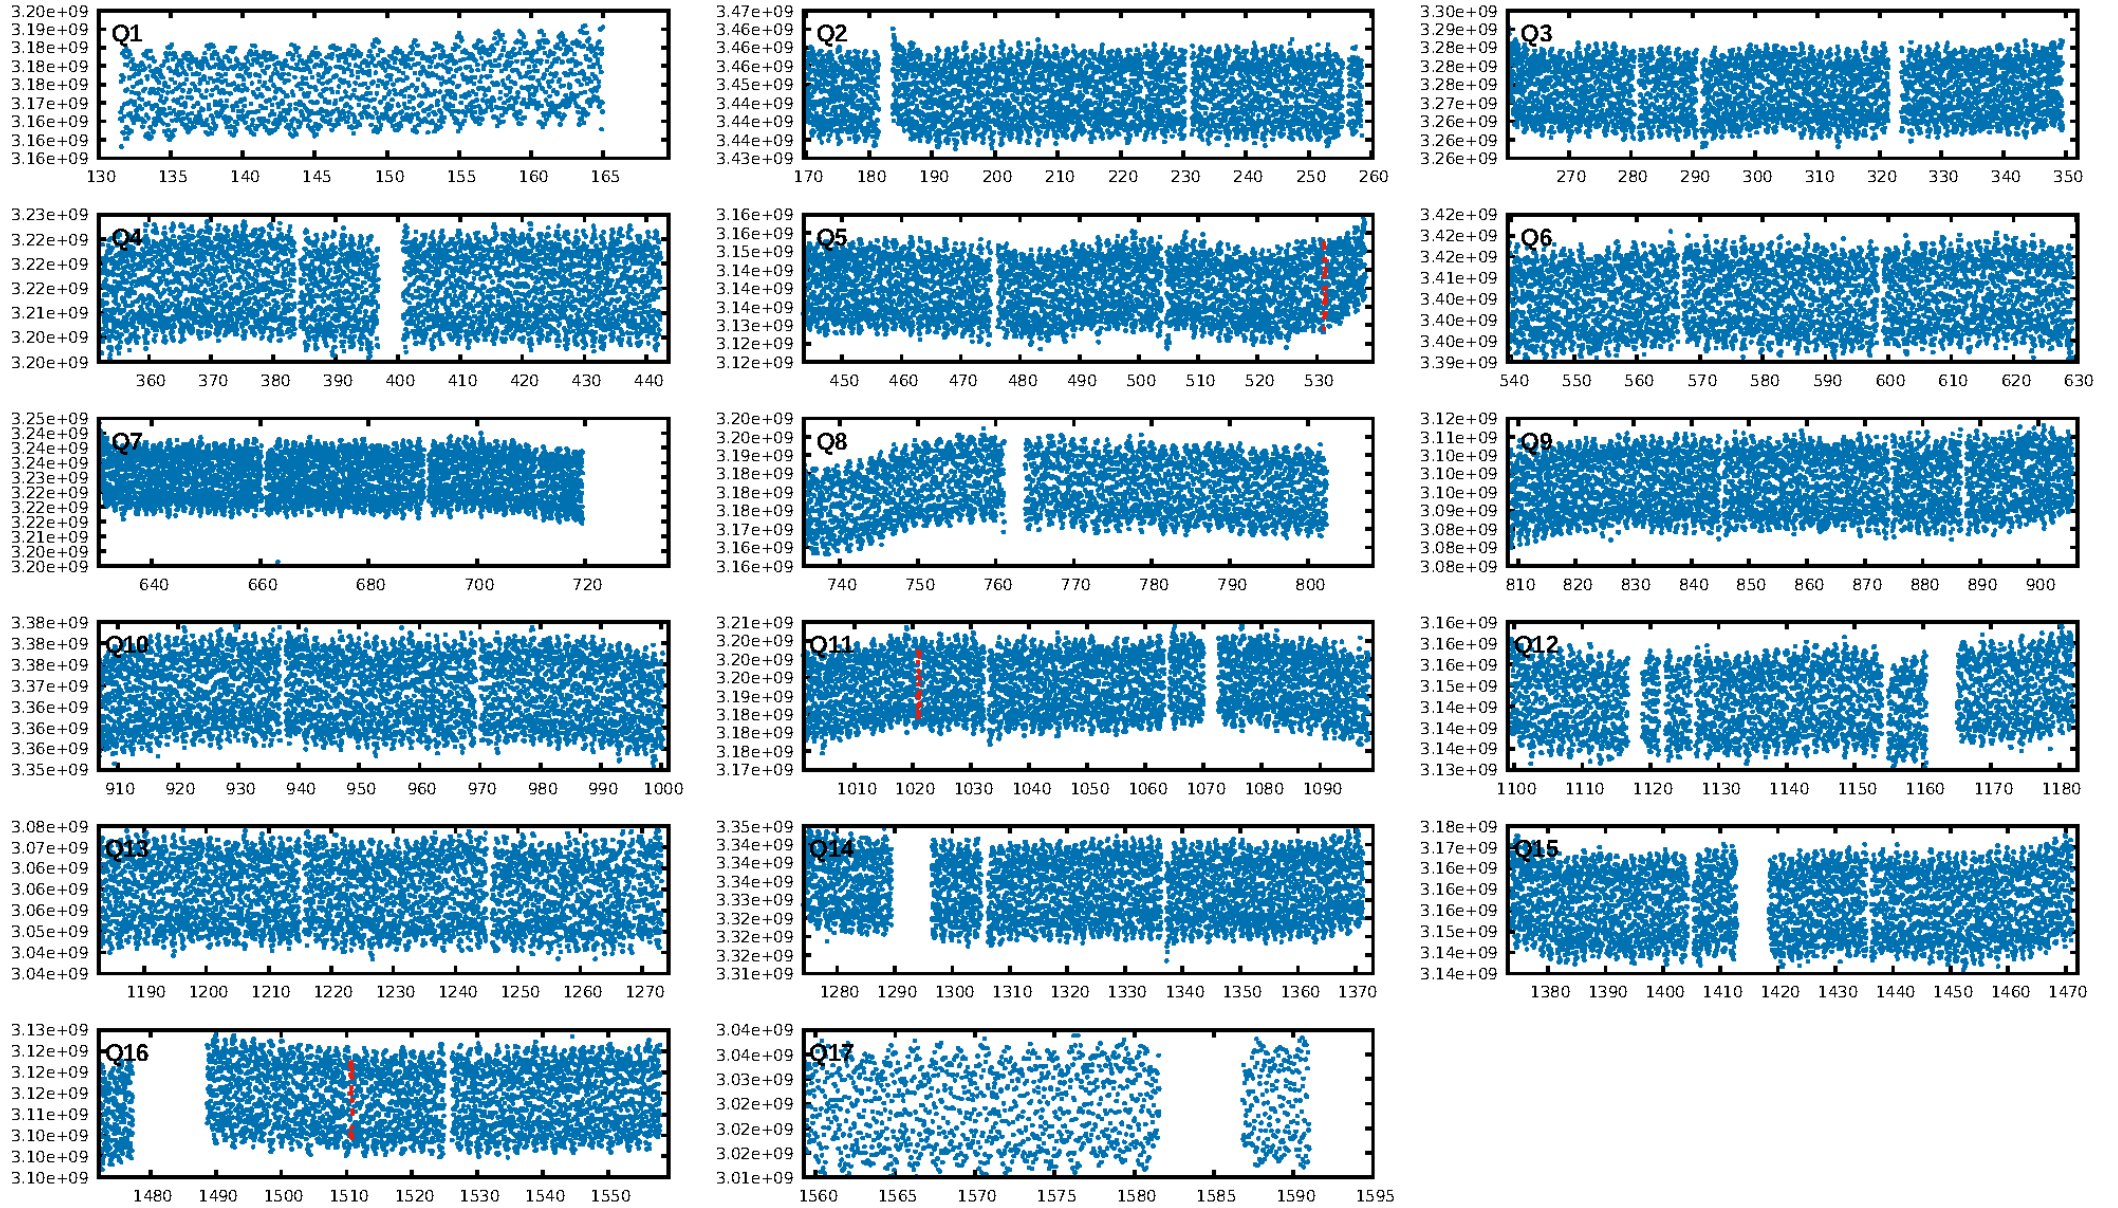 3.20e+09 3.19e+09 3.18e+09 3.18e+09 3.18e+09 3.17e+09 3.16e+09 3.16e+09 3.16e+09
Q1
130 135 140 145 150 155 160 165
3.47e+09 3.46e+09 3.46e+09 3.46e+09 3.45e+09 3.44e+09 3.44e+09 3.44e+09 3.43e+09
Q2
170 180 190 200 210 220 230 240 250 260
3.30e+09 3.29e+09 3.28e+09 3.28e+09 3.28e+09 3.27e+09 3.26e+09 3.26e+09 3.26e+09
Q3
270 280 290 300 310 320 330 340 350
3.23e+09 3.22e+09 3.22e+09 3.22e+09 3.21e+09 3.20e+09 3.20e+09
Q4
360 370 380 390 400 410 420 430 440
3.16e+09 3.16e+09 3.15e+09 3.14e+09 3.14e+09 3.14e+09 3.13e+09 3.12e+09 3.12e+09
Q5
450 460 470 480 490 500 510 520 530
3.42e+09 3.42e+09 3.42e+09 3.41e+09 3.40e+09 3.40e+09 3.40e+09 3.39e+09
Q6
540 550 560 570 580 590 600 610 620 630
3.25e+09 3.24e+09 3.24e+09 3.24e+09 3.23e+09 3.22e+09 3.22e+09 3.22e+09 3.21e+09 3.20e+09 3.20e+09
Q7
640 660 680 700 720
3.20e+09 3.20e+09 3.19e+09 3.18e+09 3.18e+09 3.17e+09 3.16e+09 3.16e+09
Q8
740 750 760 770 780 790 800
3.12e+09 3.11e+09 3.10e+09 3.10e+09 3.10e+09 3.09e+09 3.08e+09 3.08e+09 3.08e+09
Q9
810 820 830 840 850 860 870 880 890 900
3.38e+09 3.38e+09 3.38e+09 3.37e+09 3.36e+09 3.36e+09 3.36e+09 3.35e+09
Q10
910 920 930 940 950 960 970 980 990 1000
3.21e+09 3.20e+09 3.20e+09 3.20e+09 3.19e+09 3.18e+09 3.18e+09 3.18e+09 3.17e+09
Q11
1010 1020 1030 1040 1050 1060 1070 1080 1090
3.16e+09 3.16e+09 3.16e+09 3.15e+09 3.14e+09 3.14e+09 3.14e+09 3.13e+09
Q12
1100 1110 1120 1130 1140 1150 1160 1170 1180
3.08e+09 3.07e+09 3.06e+09 3.06e+09 3.06e+09 3.05e+09 3.04e+09 3.04e+09
Q13
1190 1200 1210 1220 1230 1240 1250 1260 1270
3.35e+09 3.34e+09 3.34e+09 3.34e+09 3.33e+09 3.32e+09 3.32e+09 3.32e+09 3.31e+09
Q14
1280 1290 1300 1310 1320 1330 1340 1350 1360 1370
3.18e+09 3.17e+09 3.16e+09 3.16e+09 3.16e+09 3.15e+09 3.14e+09 3.14e+09
Q15
1380 1390 1400 1410 1420 1430 1440 1450 1460 1470
3.13e+09 3.12e+09 3.12e+09 3.12e+09 3.11e+09 3.10e+09 3.10e+09 3.10e+09
Q16
1480 1490 1500 1510 1520 1530 1540 1550
3.04e+09 3.04e+09 3.03e+09 3.02e+09 3.02e+09 3.02e+09 3.01e+09
Q17
1560 1565 1570 1575 1580 1585 1590 1595